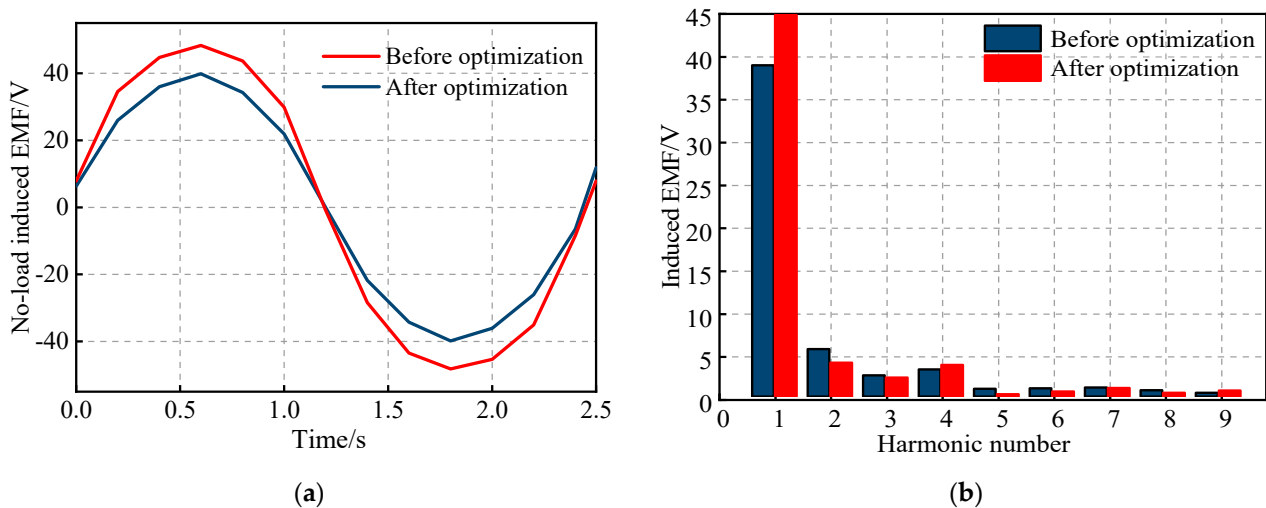 No-load induced EMF/V
40
20
0
-20
-40
Before optimization
After optimization
0.0 0.5 1.0 1.5 2.0 2.5
Time/s
(a)
Induced EMF/V
45
40
35
30
25
20
15
10
5
0
Before optimization
After optimization
0 1 2 3 4 5 6 7 8 9
Harmonic number
(b)